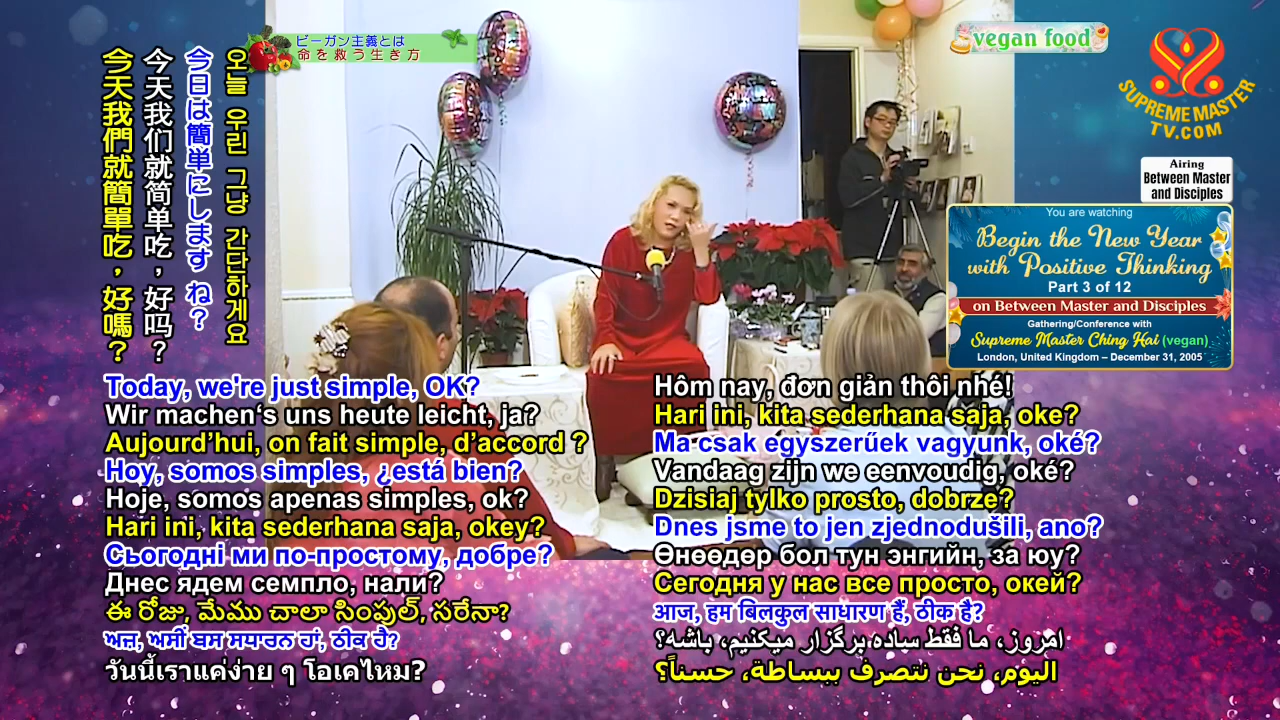 今天我們就簡單吃，好嗎？
今天我们就简单吃，好吗？
今日は簡単にします ね？
오늘 우린 그냥 간단하게요
ビーガン主義とは
命を救う生き方
vegan food
SUPREME MASTER
TV.COM
Airing
Between Master
and Disciples
You are watching
Begin the New Year
with Positive Thinking
Part 3 of 12
on Between Master and Disciples
Gathering/Conference with
Supreme Master Ching Hai (vegan)
London, United Kingdom – December 31, 2005
Today, we're just simple, OK?
Wir machen‘s uns heute leicht, ja?
Aujourd’hui, on fait simple, d’accord ?
Hoy, somos simples, ¿está bien?
Hoje, somos apenas simples, ok?
Hari ini, kita sederhana saja, okey?
Сьогодні ми по-простому, добре?
Днес ядем семпло, нали?
ఈ రోజు, మేము చాలా సింపుల్, సరేనా?
ਅਜ਼, ਅਸੀਂ ਬਸ ਸਧਾਰਨ ਹਾਂ, ਠੀਕ ਹੈ?
วันนี้เราแค่ง่าย ๆ โอเคไหม?
Hôm nay, đơn giản thôi nhé!
Hari ini, kita sederhana saja, oke?
Ma csak egyszerűek vagyunk, oké?
Vandaag zijn we eenvoudig, oké?
Dzisiaj tylko prosto, dobrze?
Dnes jsme to jen zjednodušili, ano?
Өнөөдөр бол тун энгийн, за юу?
Сегодня у нас все просто, окей?
आज, हम बिलकुल साधारण हैं, ठीक है?
امروز، ما فقط ساده برگزار میکنیم، باشه؟
اليوم، نحن نتصرف ببساطة، حسناً؟